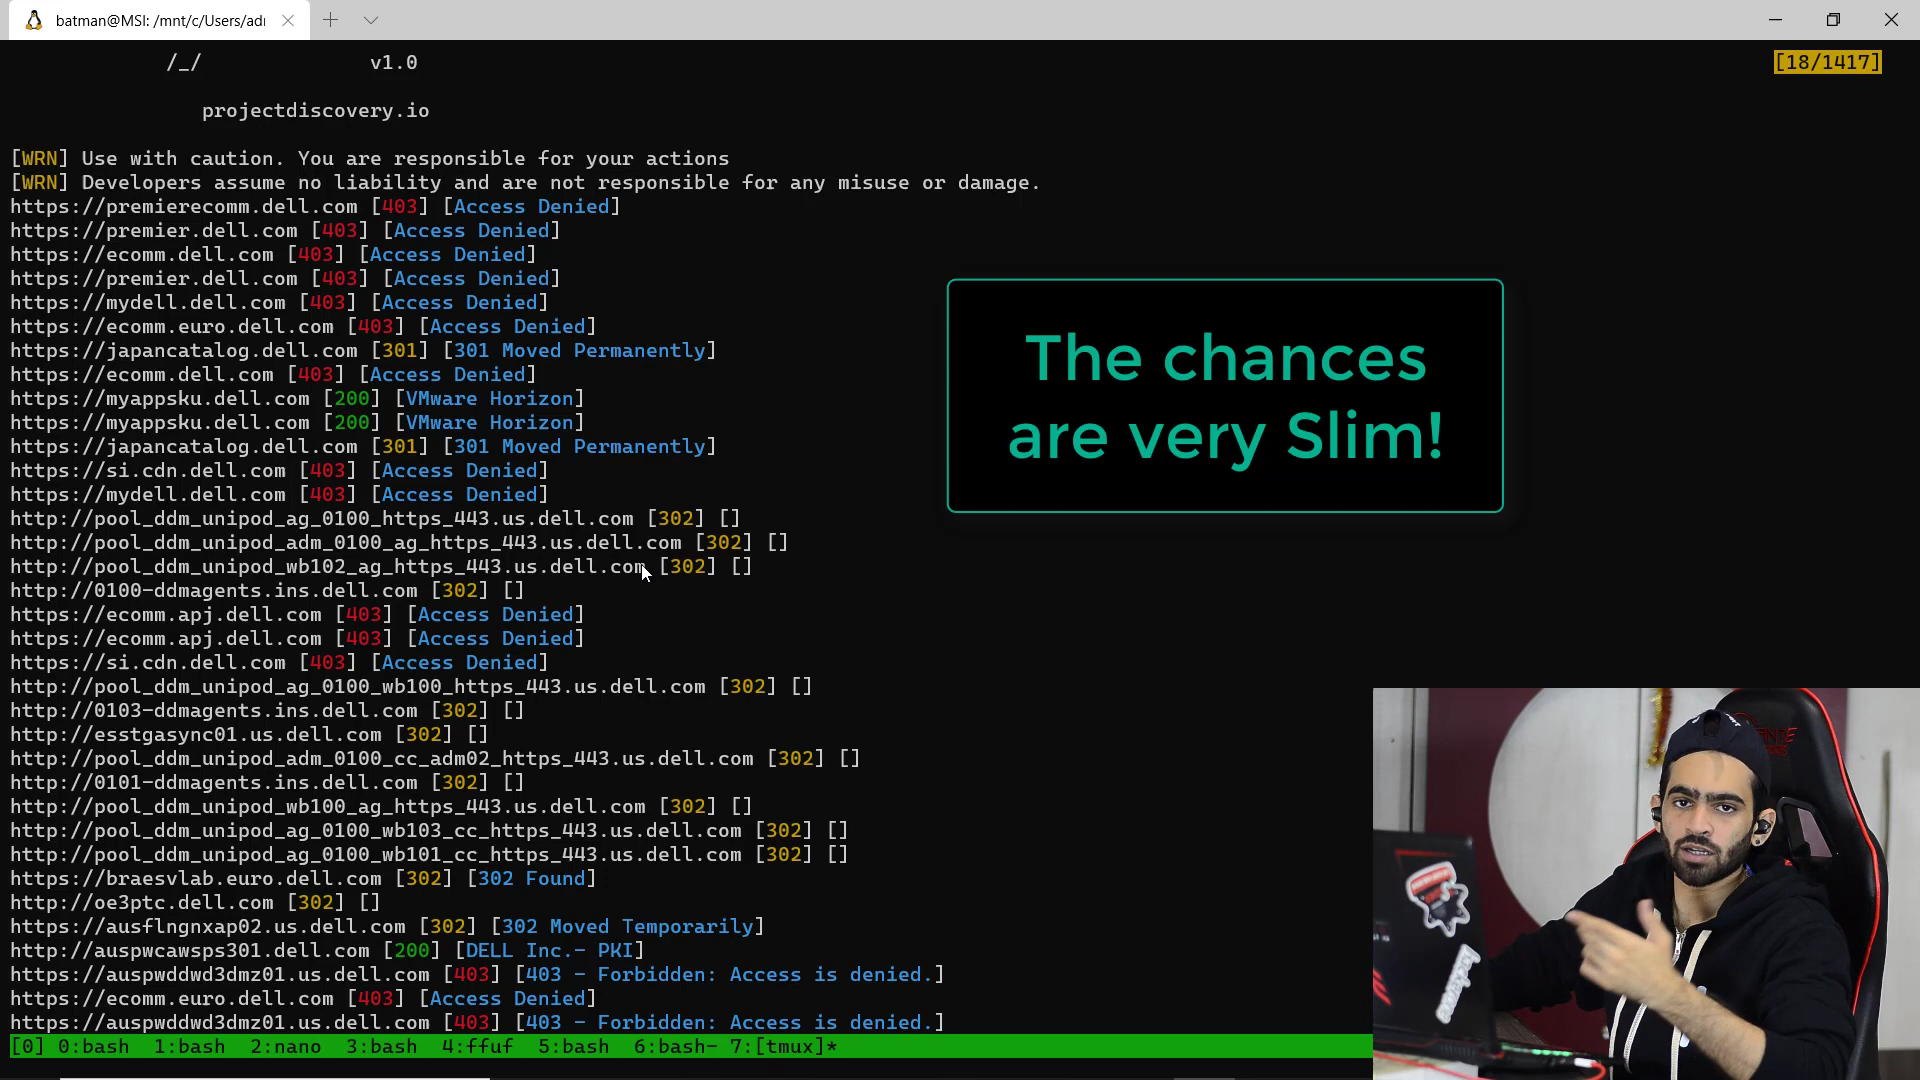 batman@MSI: /mnt/c/Users/adı
/_/ v1.0
[18/1417]
projectdiscovery.io
[WRN] Use with caution. You are responsible for your actions
[WRN] Developers assume no liability and are not responsible for any misuse or damage.
https://premierecomm.dell.com [403] [Access Denied]
https://premier.dell.com [403] [Access Denied]
https://ecomm.dell.com [403] [Access Denied]
https://premier.dell.com [403] [Access Denied]
https://mydell.dell.com [403] [Access Denied]
https://ecomm.euro.dell.com [403] [Access Denied]
https://japancatalog.dell.com [301] [301 Moved Permanently]
https://ecomm.dell.com [403] [Access Denied]
https://myappsku.dell.com [200] [VMware Horizon]
https://myappsku.dell.com [200] [VMware Horizon]
https://japancatalog.dell.com [301] [301 Moved Permanently]
https://si.cdn.dell.com [403] [Access Denied]
https://mydell.dell.com [403] [Access Denied]
http://pool_ddm_unipod_ag_0100_https_443.us.dell.com [302] []
http://pool_ddm_unipod_adm_0100_ag_https_443.us.dell.com [302] []
http://pool_ddm_unipod_wb102_ag_https_443.us.dell.com [302] []
http://0100-ddmagents.ins.dell.com [302] []
https://ecomm.apj.dell.com [403] [Access Denied]
https://ecomm.apj.dell.com [403] [Access Denied]
https://si.cdn.dell.com [403] [Access Denied]
http://pool_ddm_unipod_ag_0100_wb100_https_443.us.dell.com [302] []
http://0103-ddmagents.ins.dell.com [302] []
http://esstgasync01.us.dell.com [302] []
http://pool_ddm_unipod_adm_0100_cc_adm02_https_443.us.dell.com [302] []
http://0101-ddmagents.ins.dell.com [302] []
http://pool_ddm_unipod_wb100_ag_https_443.us.dell.com [302] []
http://pool_ddm_unipod_ag_0100_wb103_cc_https_443.us.dell.com [302] []
http://pool_ddm_unipod_ag_0100_wb101_cc_https_443.us.dell.com [302] []
https://braesvlab.euro.dell.com [302] [302 Found]
http://oe3ptc.dell.com [302] []
https://ausflngnxap02.us.dell.com [302] [302 Moved Temporarily]
http://auspwcawsps301.dell.com [200] [DELL Inc.- PKI]
https://auspwddwd3dmz01.us.dell.com [403] [403 - Forbidden: Access is denied.]
https://ecomm.euro.dell.com [403] [Access Denied]
https://auspwddwd3dmz01.us.dell.com [403] [403 - Forbidden: Access is denied.]
[0] 0:bash 1:bash 2:nano 3:bash 4:ffuf 5:bash 6:bash- 7:[tmux]*
The chances
are very Slim!